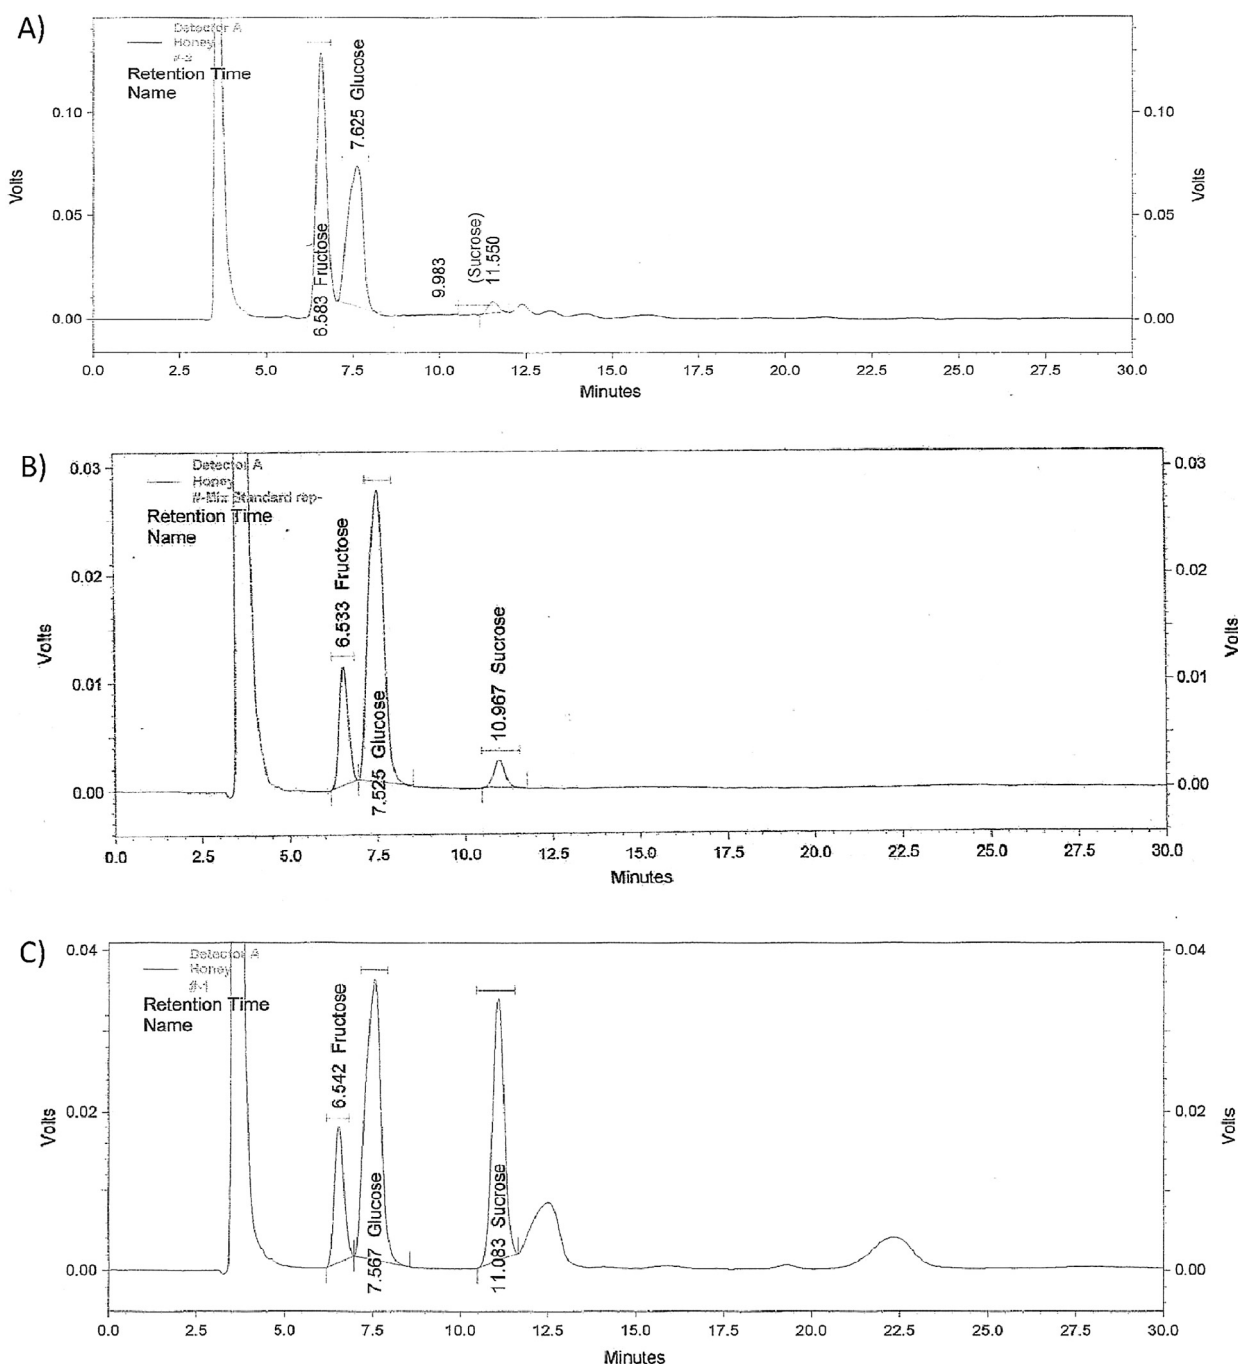 A)
Detector A
Honey
#-2
Retention Time
Name
6.583 Fructose
7.625 Glucose
9.983
(Sucrose)
11.550
0.10
0.05
0.00
Volts
0.10
0.05
0.00
Volts
0.0 2.5 5.0 7.5 10.0 12.5 15.0 17.5 20.0 22.5 25.0 27.5 30.0
Minutes
B)
Detector A
Honey
#-Mix Standard rep-
Retention Time
Name
6.533 Fructose
7.525 Glucose
10.967 Sucrose
0.03
0.02
0.01
0.00
Volts
0.03
0.02
0.01
0.00
Volts
0.0 2.5 5.0 7.5 10.0 12.5 15.0 17.5 20.0 22.5 25.0 27.5 30.0
Minutes
C)
Detector A
Honey
#-1
Retention Time
Name
6.542 Fructose
7.567 Glucose
11.083 Sucrose
0.04
0.02
0.00
Volts
0.04
0.02
0.00
Volts
0.0 2.5 5.0 7.5 10.0 12.5 15.0 17.5 20.0 22.5 25.0 27.5 30.0
Minutes